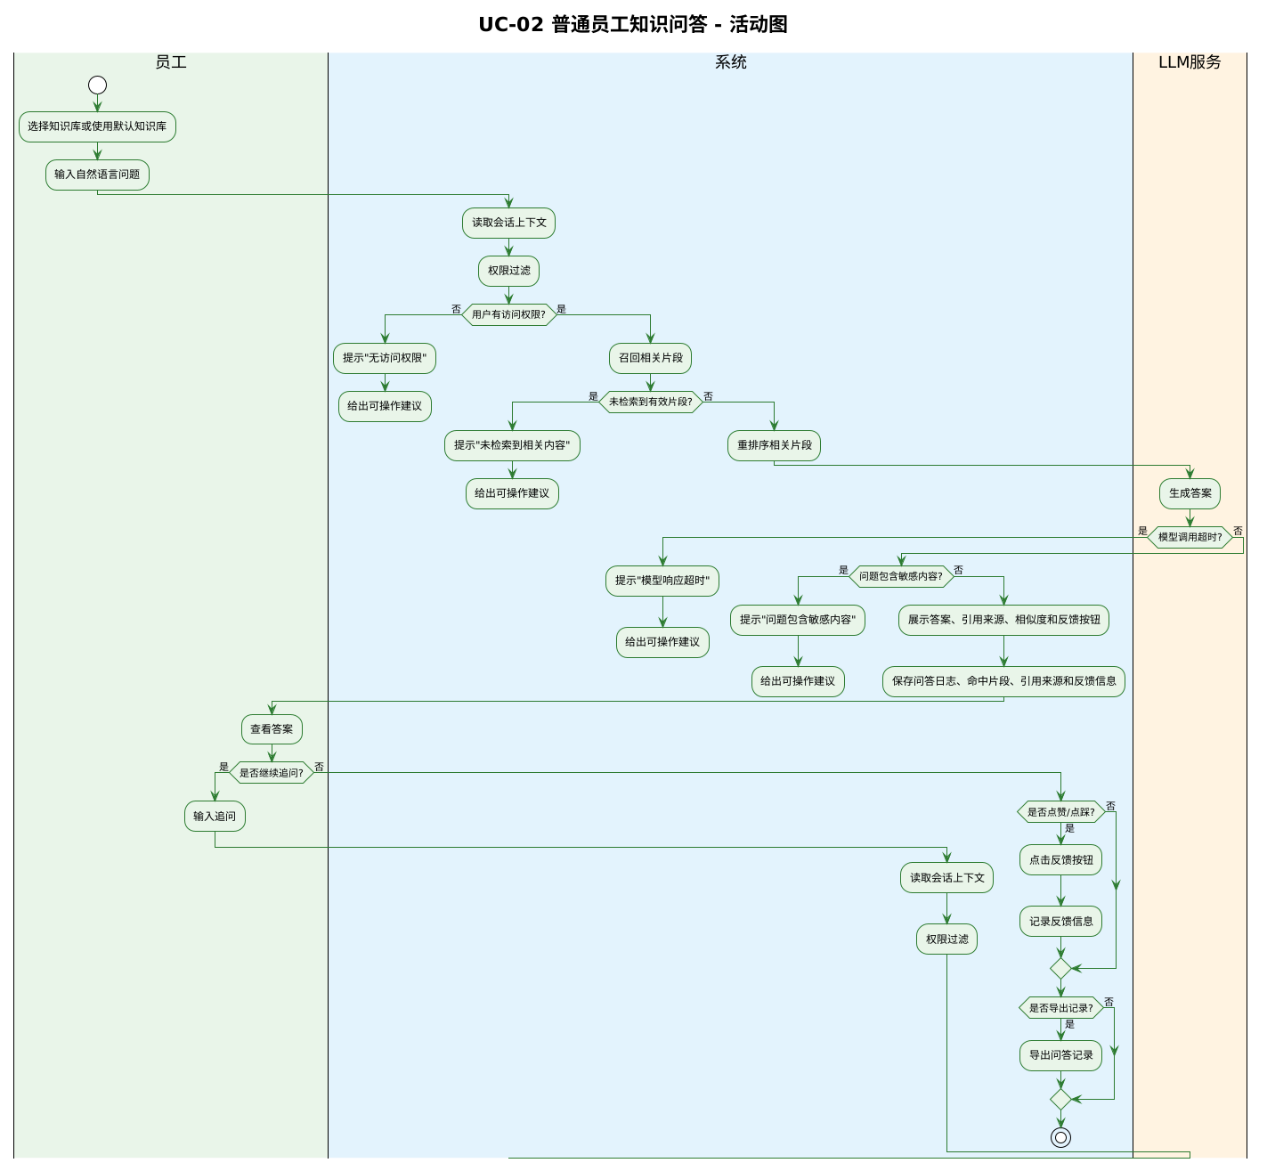 UC-02 普通员工知识问答 - 活动图
员工
系统
LLM服务
选择知识库或使用默认知识库
输入自然语言问题
读取会话上下文
权限过滤
否
用户有访问权限?
是
提示"无访问权限"
召回相关片段
给出可操作建议
是
未检索到有效片段?
否
提示"未检索到相关内容"
重排序相关片段
给出可操作建议
生成答案
是
模型调用超时?
否
提示"模型响应超时"
是
问题包含敏感内容?
否
给出可操作建议
提示"问题包含敏感内容"
展示答案、引用来源、相似度和反馈按钮
给出可操作建议
保存问答日志、命中片段、引用来源和反馈信息
查看答案
是
是否继续追问?
否
输入追问
是否点赞/点踩?
否
是
点击反馈按钮
读取会话上下文
记录反馈信息
权限过滤
是否导出记录?
否
是
导出问答记录